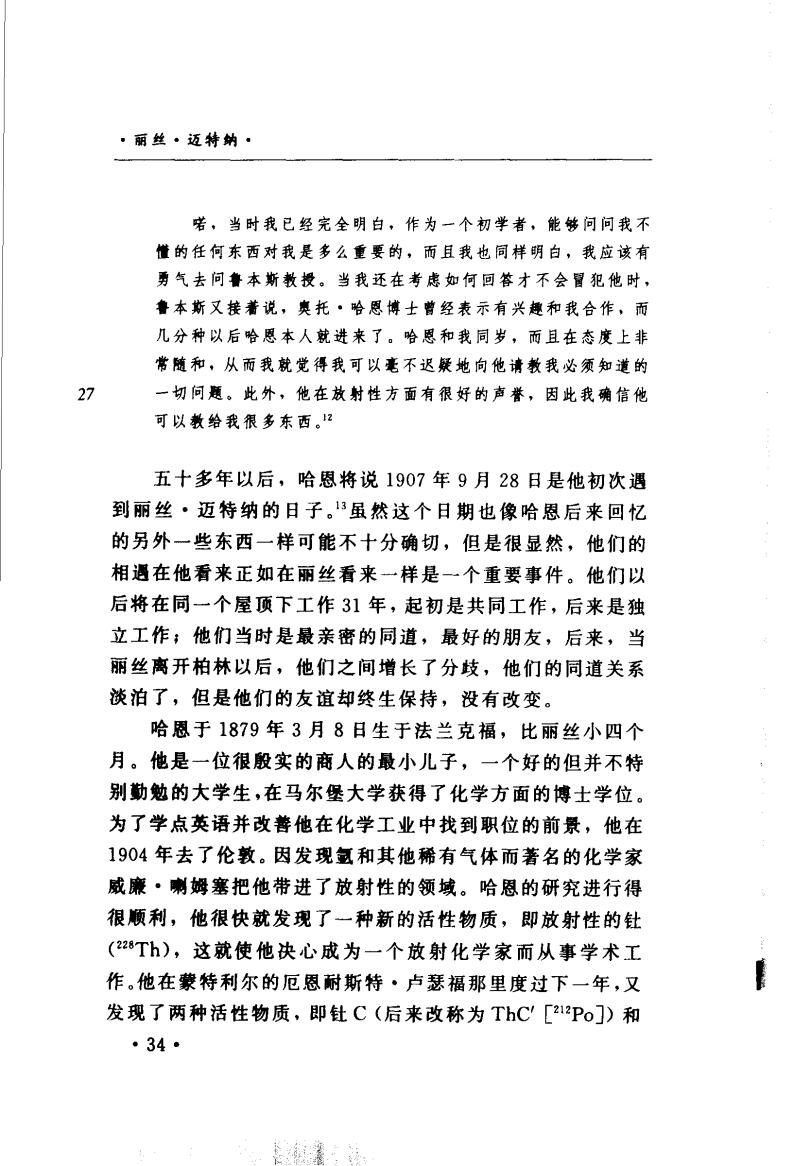 ·丽丝·迈特纳·
喏，当时我已经完全明白，作为一个初学者，能够问问我不
懂的任何东西对我是多么重要的，而且我也同样明白，我应该有
勇气去问鲁本斯教授。当我还在考虑如何回答才不会冒犯他时，
鲁本斯又接着说，奥托·哈恩博士曾经表示有兴趣和我合作，而
几分种以后哈恩本人就进来了。哈恩和我同岁，而且在态度上非
常随和，从而我就觉得我可以毫不迟疑地向他请教我必须知道的
27 一切问题。此外，他在放射性方面有很好的声誉，因此我确信他
可以教给我很多东西。¹²
五十多年以后，哈恩将说 1907 年 9 月 28 日是他初次遇
到丽丝·迈特纳的日子。¹³虽然这个日期也像哈恩后来回忆
的另外一些东西一样可能不十分确切，但是很显然，他们的
相遇在他看来正如在丽丝看来一样是一个重要事件。他们以
后将在同一个屋顶下工作 31 年，起初是共同工作，后来是独
立工作；他们当时是最亲密的同道，最好的朋友，后来，当
丽丝离开柏林以后，他们之间增长了分歧，他们的同道关系
淡泊了，但是他们的友谊却终生保持，没有改变。
哈恩于 1879 年 3 月 8 日生于法兰克福，比丽丝小四个
月。他是一位很殷实的商人的最小儿子，一个好的但并不特
别勤勉的大学生，在马尔堡大学获得了化学方面的博士学位。
为了学点英语并改善他在化学工业中找到职位的前景，他在
1904 年去了伦敦。因发现氩和其他稀有气体而著名的化学家
威廉·喇姆塞把他带进了放射性的领域。哈恩的研究进行得
很顺利，他很快就发现了一种新的活性物质，即放射性的钍
(²²⁸Th)，这就使他决心成为一个放射化学家而从事学术工
作。他在蒙特利尔的厄恩耐斯特·卢瑟福那里度过下一年，又
发现了两种活性物质，即钍 C（后来改称为 ThC′［²¹²Po］）和
·34·